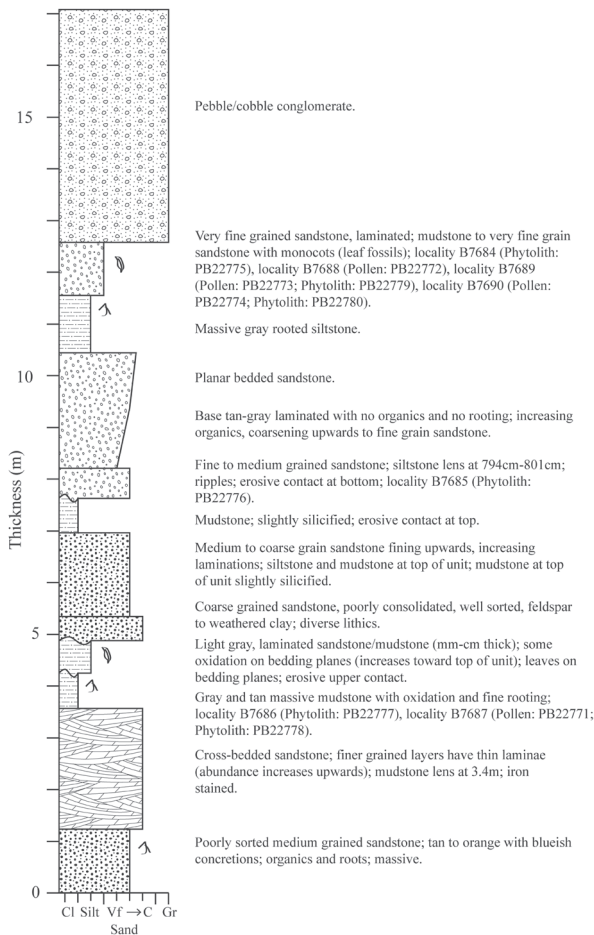 15
Pebble/cobble conglomerate.
Very fine grained sandstone, laminated; mudstone to very fine grain
sandstone with monocots (leaf fossils); locality B7684 (Phytolith:
PB22775), locality B7688 (Pollen: PB22772), locality B7689
(Pollen: PB22773; Phytolith: PB22779), locality B7690 (Pollen:
PB22774; Phytolith: PB22780).
Massive gray rooted siltstone.
10
Planar bedded sandstone.
Base tan-gray laminated with no organics and no rooting; increasing
organics, coarsening upwards to fine grain sandstone.
Fine to medium grained sandstone; siltstone lens at 794cm-801cm;
ripples; erosive contact at bottom; locality B7685 (Phytolith:
PB22776).
Thickness (m)
Mudstone; slightly silicified; erosive contact at top.
Medium to coarse grain sandstone fining upwards, increasing
laminations; siltstone and mudstone at top of unit; mudstone at top
of unit slightly silicified.
Coarse grained sandstone, poorly consolidated, well sorted, feldspar
to weathered clay; diverse lithics.
5
Light gray, laminated sandstone/mudstone (mm-cm thick); some
oxidation on bedding planes (increases toward top of unit); leaves on
bedding planes; erosive upper contact.
Gray and tan massive mudstone with oxidation and fine rooting;
locality B7686 (Phytolith: PB22777), locality B7687 (Pollen: PB22771;
Phytolith: PB22778).
Cross-bedded sandstone; finer grained layers have thin laminae
(abundance increases upwards); mudstone lens at 3.4m; iron
stained.
Poorly sorted medium grained sandstone; tan to orange with blueish
concretions; organics and roots; massive.
0
Cl Silt Vf →C Gr
Sand